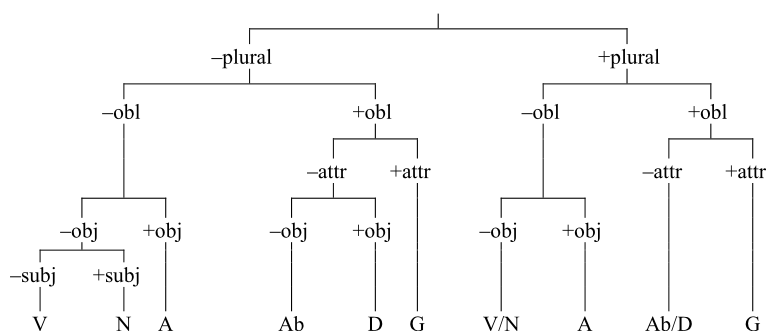 –plural +plural
–obl +obl –obl +obl
–attr +attr –attr +attr
–obj +obj –obj +obj –obj +obj
–subj +subj
V N A Ab D G V/N A Ab/D G